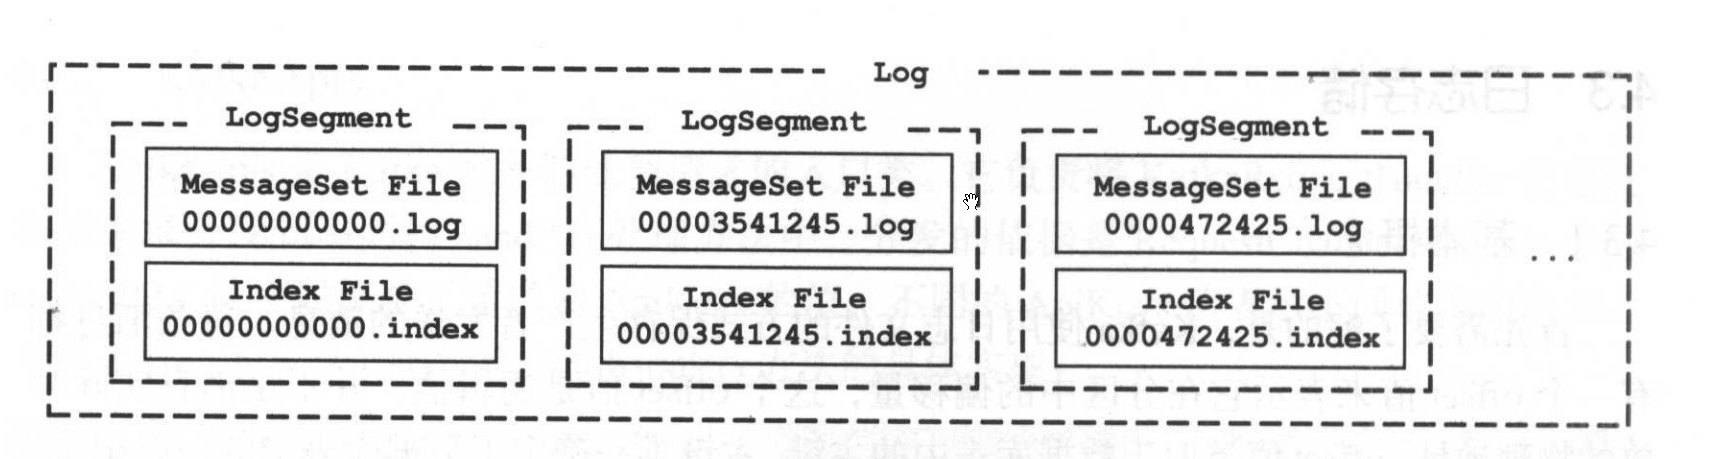 Log
LogSegment
MessageSet File
00000000000.log
Index File
00000000000.index
LogSegment
MessageSet File
00003541245.log
Index File
00003541245.index
LogSegment
MessageSet File
0000472425.log
Index File
0000472425.index
...